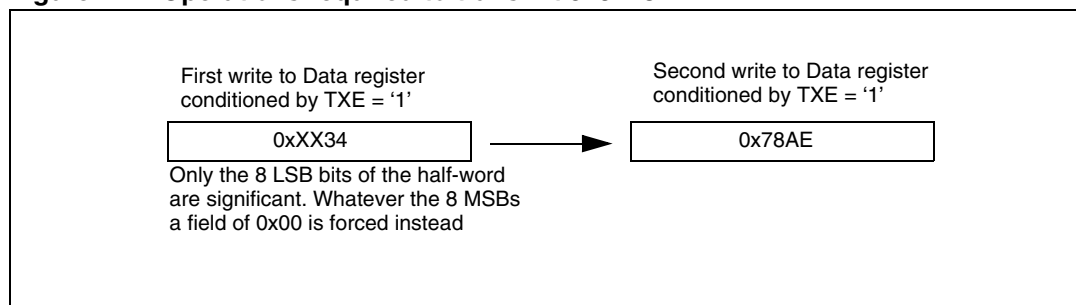 First write to Data register
conditioned by TXE = ‘1’
0xXX34
Only the 8 LSB bits of the half-word
are significant. Whatever the 8 MSBs
a field of 0x00 is forced instead
Second write to Data register
conditioned by TXE = ‘1’
0x78AE